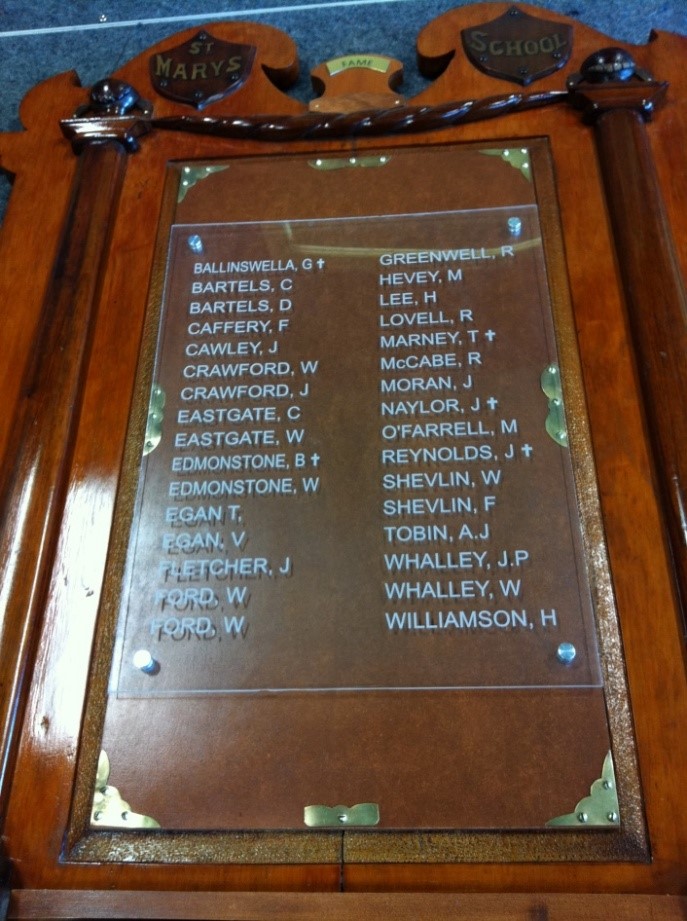 ST
MARYS
FAME
SCHOOL
BALLINSWELLA, G ✝
BARTELS, C
BARTELS, D
CAFFERY, F
CAWLEY, J
CRAWFORD, W
CRAWFORD, J
EASTGATE, C
EASTGATE, W
EDMONSTONE, B ✝
EDMONSTONE, W
EGAN T,
EGAN, V
FLETCHER, J
FORD, W
FORD, W
GREENWELL, R
HEVEY, M
LEE, H
LOVELL, R
MARNEY, T ✝
McCABE, R
MORAN, J
NAYLOR, J ✝
O'FARRELL, M
REYNOLDS, J ✝
SHEVLIN, W
SHEVLIN, F
TOBIN, A.J
WHALLEY, J.P
WHALLEY, W
WILLIAMSON, H